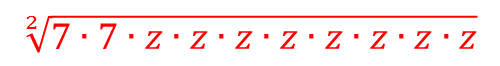 ²√7 · 7 · z · z · z · z · z · z · z · z